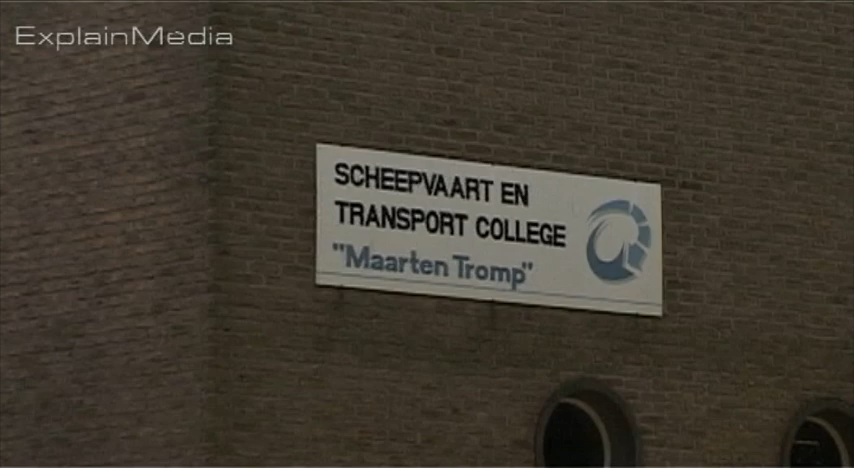 ExplainMedia
SCHEEPVAART EN
TRANSPORT COLLEGE
"Maarten Tromp"